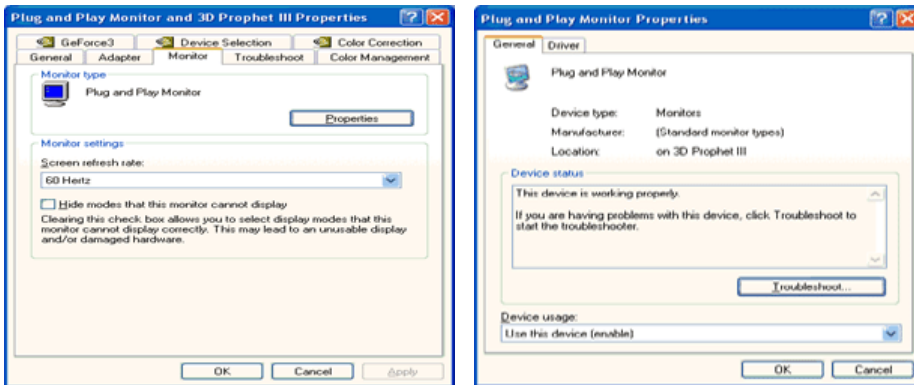 Plug and Play Monitor and 3D Prophet III Properties
GeForce3 Device Selection Color Correction
General Adapter Monitor Troubleshoot Color Management
Monitor type
Plug and Play Monitor
Properties
Monitor settings
Screen refresh rate:
60 Hertz
Hide modes that this monitor cannot display
Clearing this check box allows you to select display modes that this
monitor cannot display correctly. This may lead to an unusable display
and/or damaged hardware.
OK Cancel Apply
Plug and Play Monitor Properties
General Driver
Plug and Play Monitor
Device type: Monitors
Manufacturer: (Standard monitor types)
Location: on 3D Prophet III
Device status
This device is working properly.
If you are having problems with this device, click Troubleshoot to
start the troubleshooter.
Troubleshoot...
Device usage:
Use this device (enable)
OK Cancel